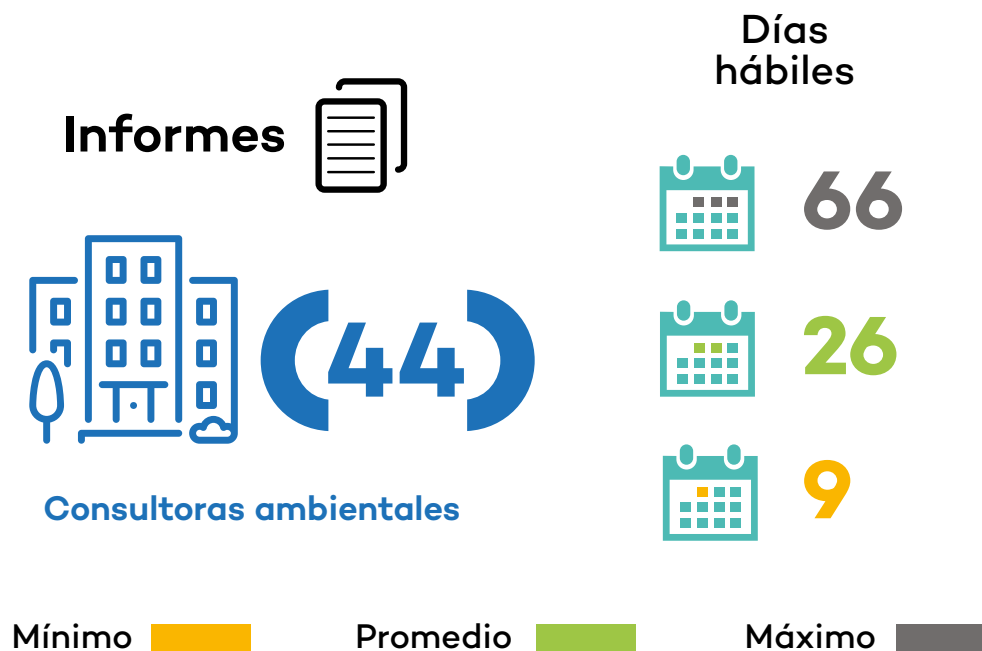 Días
hábiles
Informes
66
(44)
26
Consultoras ambientales
9
Mínimo
Promedio
Máximo